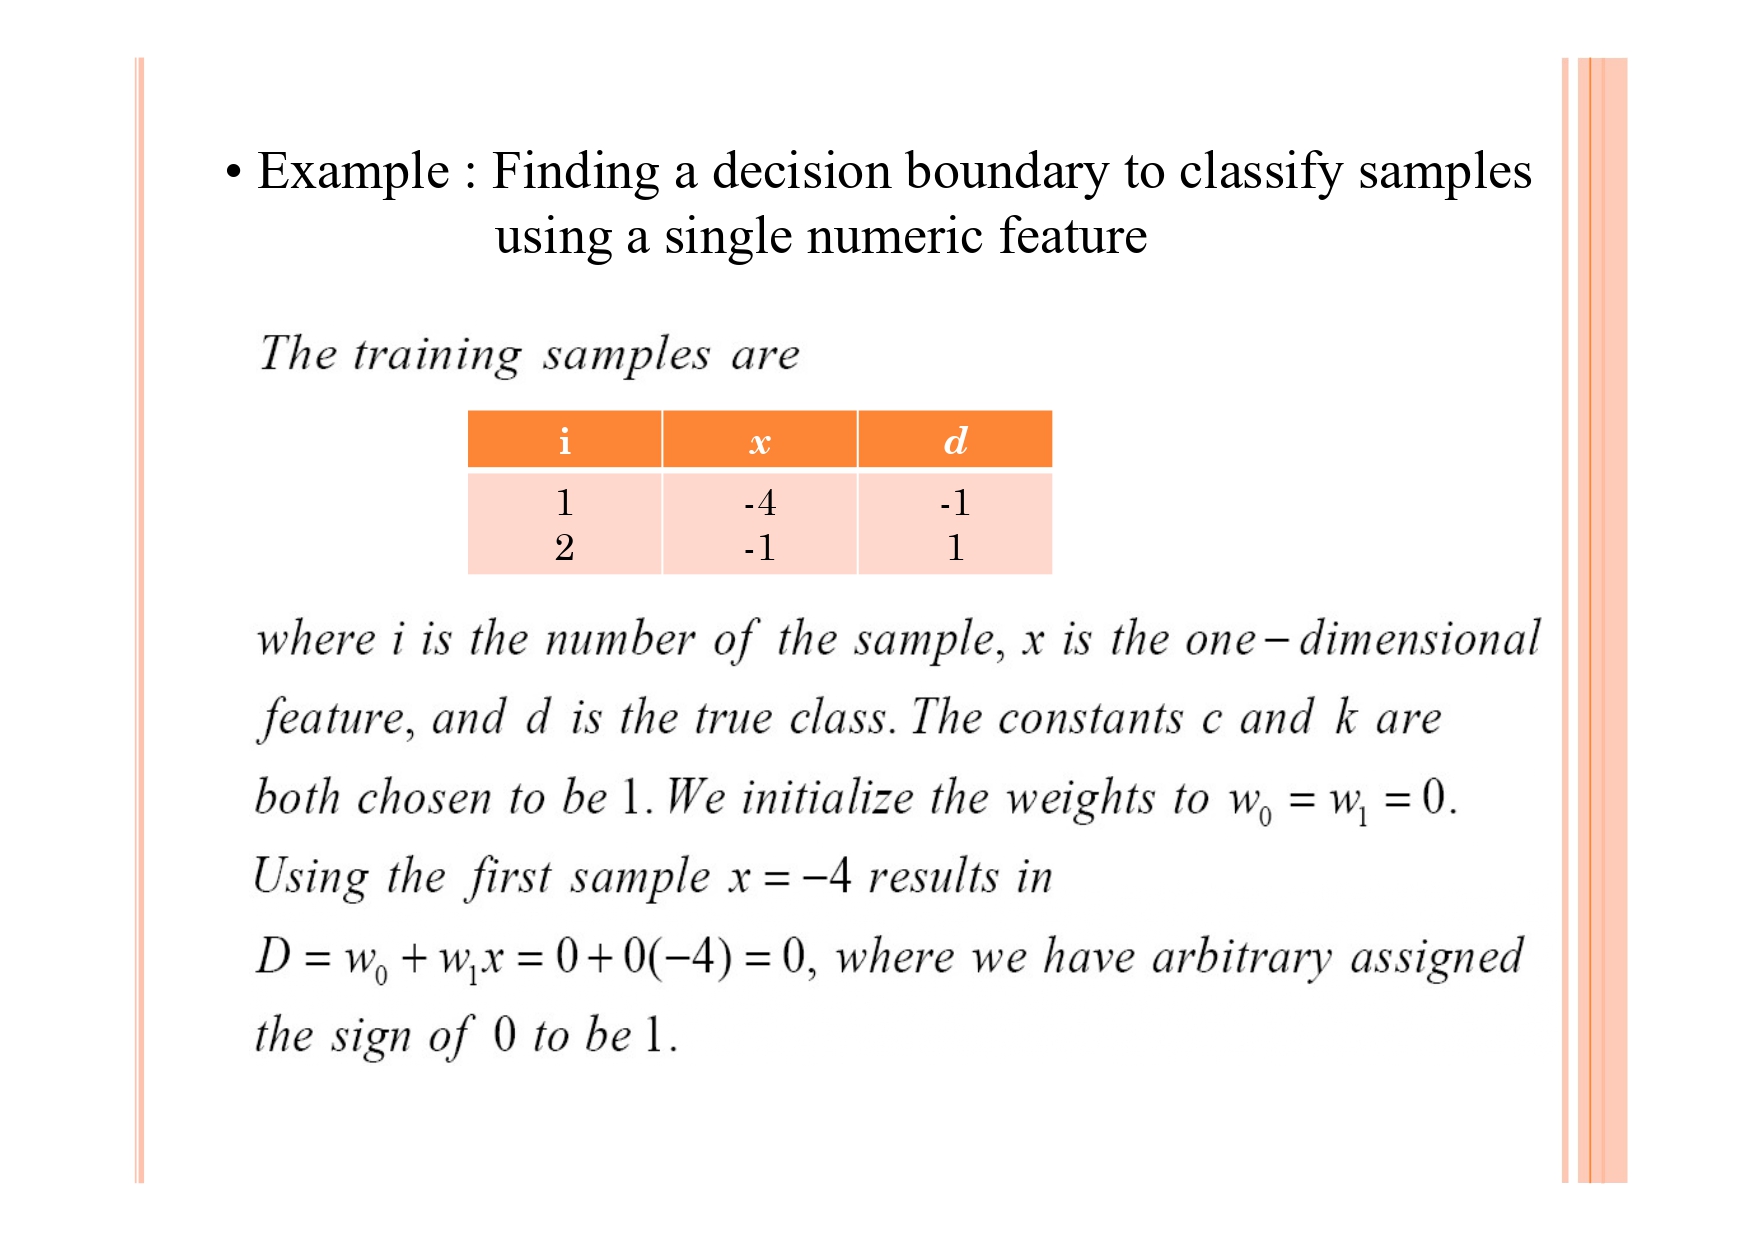 • Example : Finding a decision boundary to classify samples
using a single numeric feature
The training samples are
i x d
1 -4 -1
2 -1 1
where i is the number of the sample, x is the one – dimensional
feature, and d is the true class. The constants c and k are
both chosen to be 1. We initialize the weights to w₀ = w₁ = 0.
Using the first sample x = −4 results in
D = w₀ + w₁x = 0 + 0(−4) = 0, where we have arbitrary assigned
the sign of 0 to be 1.